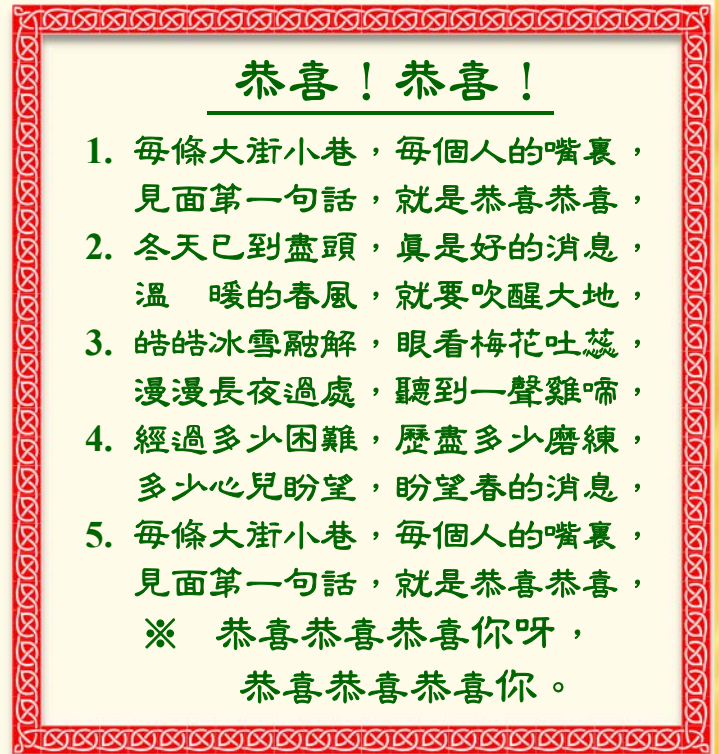 恭喜！恭喜！
1. 每條大街小巷，每個人的嘴裏，
見面第一句話，就是恭喜恭喜，
2. 冬天已到盡頭，真是好的消息，
溫　暖的春風，就要吹醒大地，
3. 皓皓冰雪融解，眼看梅花吐蕊，
漫漫長夜過處，聽到一聲雞啼，
4. 經過多少困難，歷盡多少磨練，
多少心兒盼望，盼望春的消息，
5. 每條大街小巷，每個人的嘴裏，
見面第一句話，就是恭喜恭喜，
※　恭喜恭喜恭喜你呀，
恭喜恭喜恭喜你。